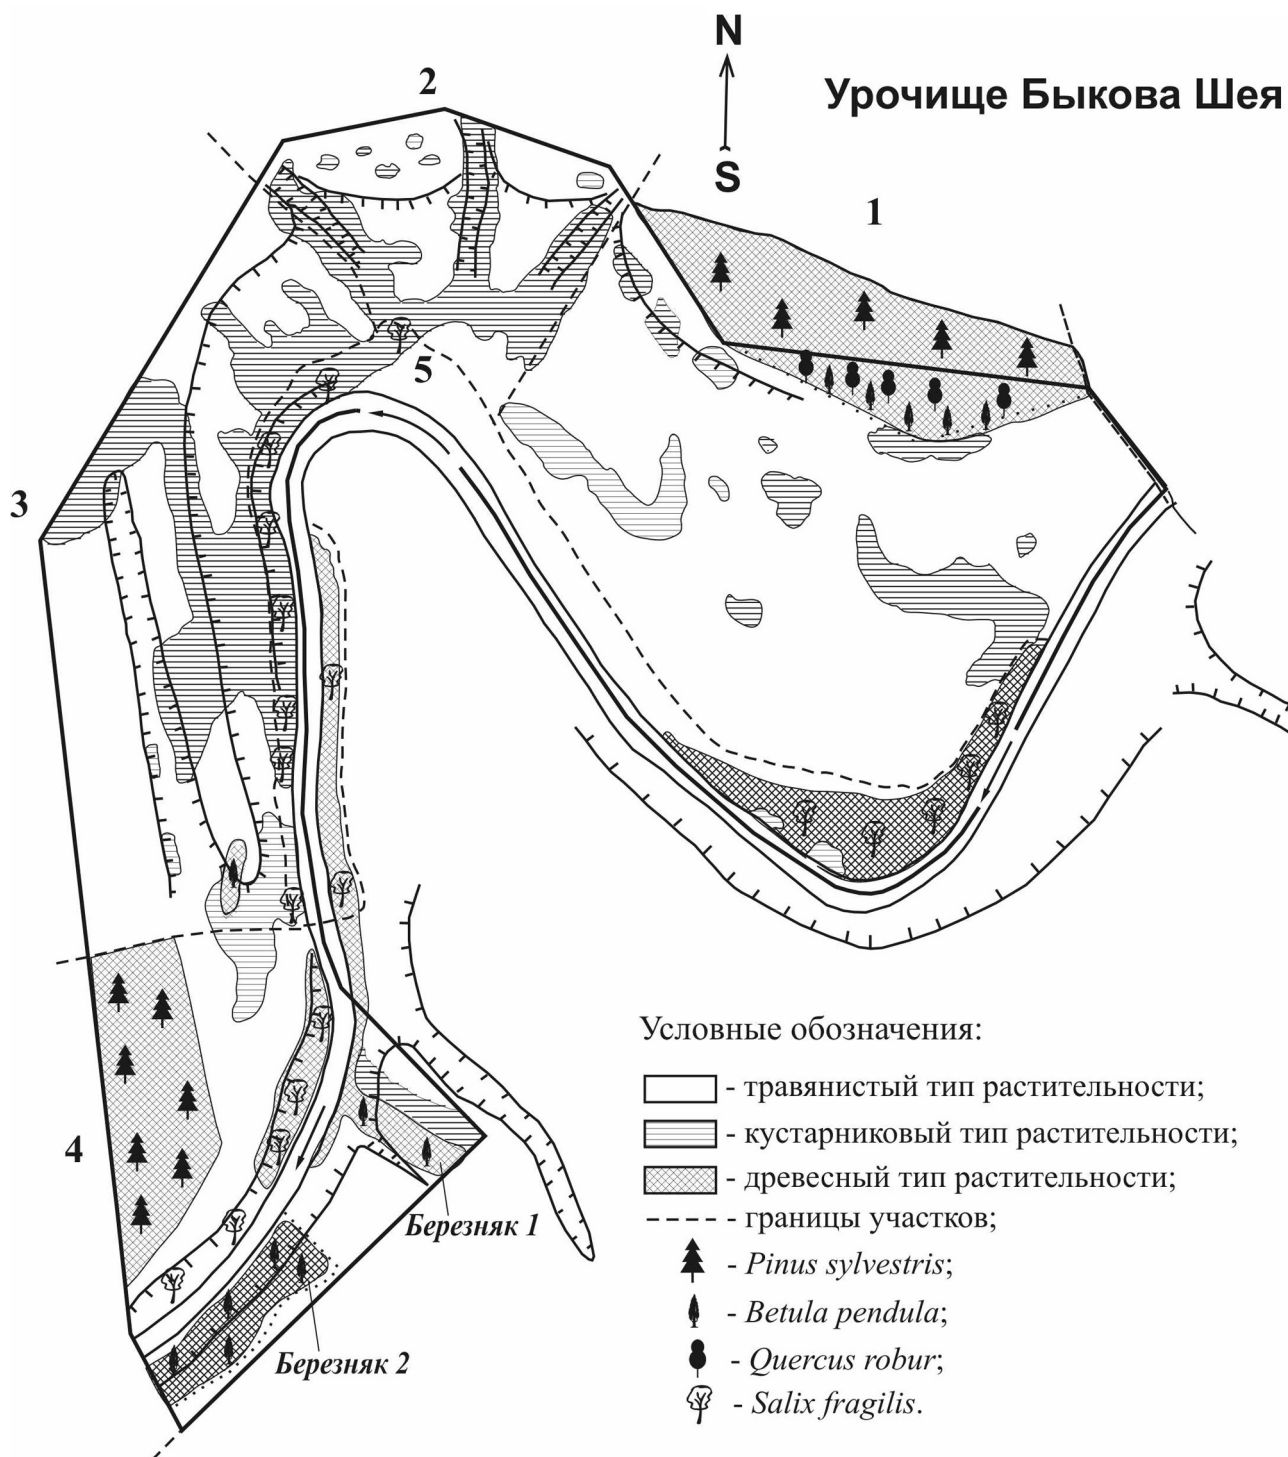 N
Урочище Быкова Шея
S
2
1
5
3
4
Березняк 1
Березняк 2
Условные обозначения:
- травянистый тип растительности;
- кустарниковый тип растительности;
- древесный тип растительности;
- границы участков;
- Pinus sylvestris;
- Betula pendula;
- Quercus robur;
- Salix fragilis.